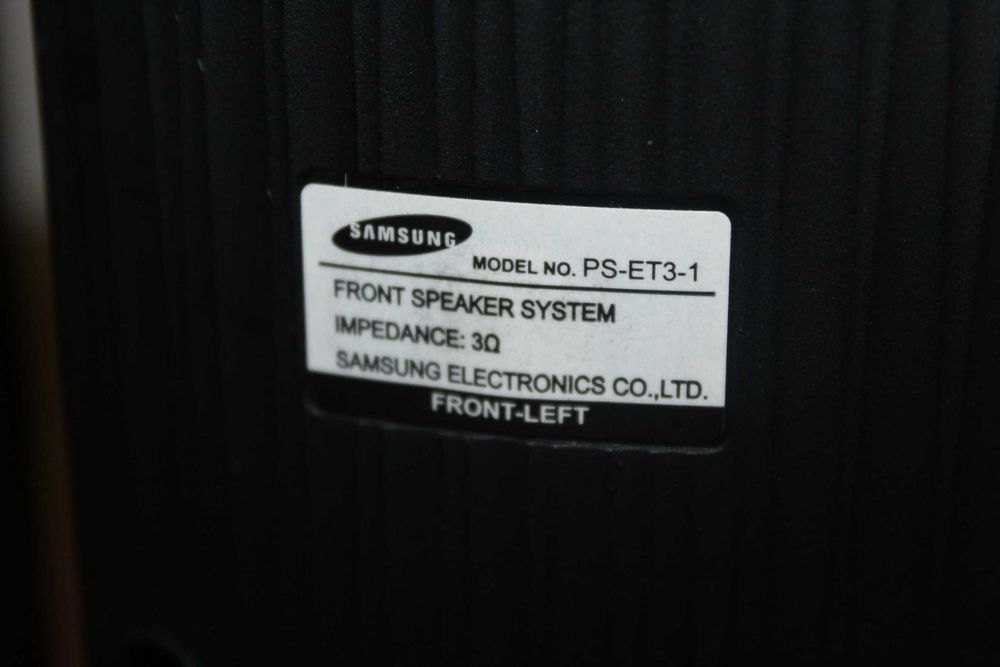 SAMSUNG
MODEL NO. PS-ET3-1
FRONT SPEAKER SYSTEM
IMPEDANCE: 3Ω
SAMSUNG ELECTRONICS CO.,LTD.
FRONT-LEFT